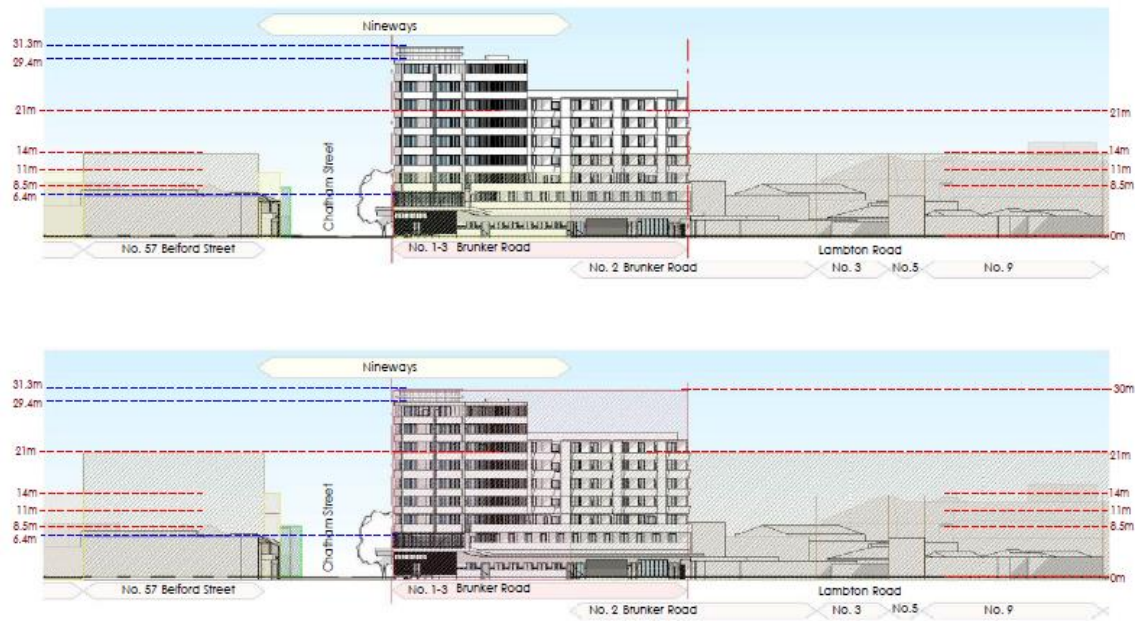 Nineways
31.3m
29.4m
21m
21m
14m
14m
11m
11m
8.5m
8.5m
6.4m
Chatham Street
0m
No. 57 Belford Street
No. 1-3 Brunker Road
Lambton Road
No. 2 Brunker Road
No. 3
No.5
No. 9
Nineways
31.3m
30m
29.4m
21m
21m
14m
14m
11m
11m
8.5m
8.5m
6.4m
Chatham Street
0m
No. 57 Belford Street
No. 1-3 Brunker Road
Lambton Road
No. 2 Brunker Road
No. 3
No.5
No. 9